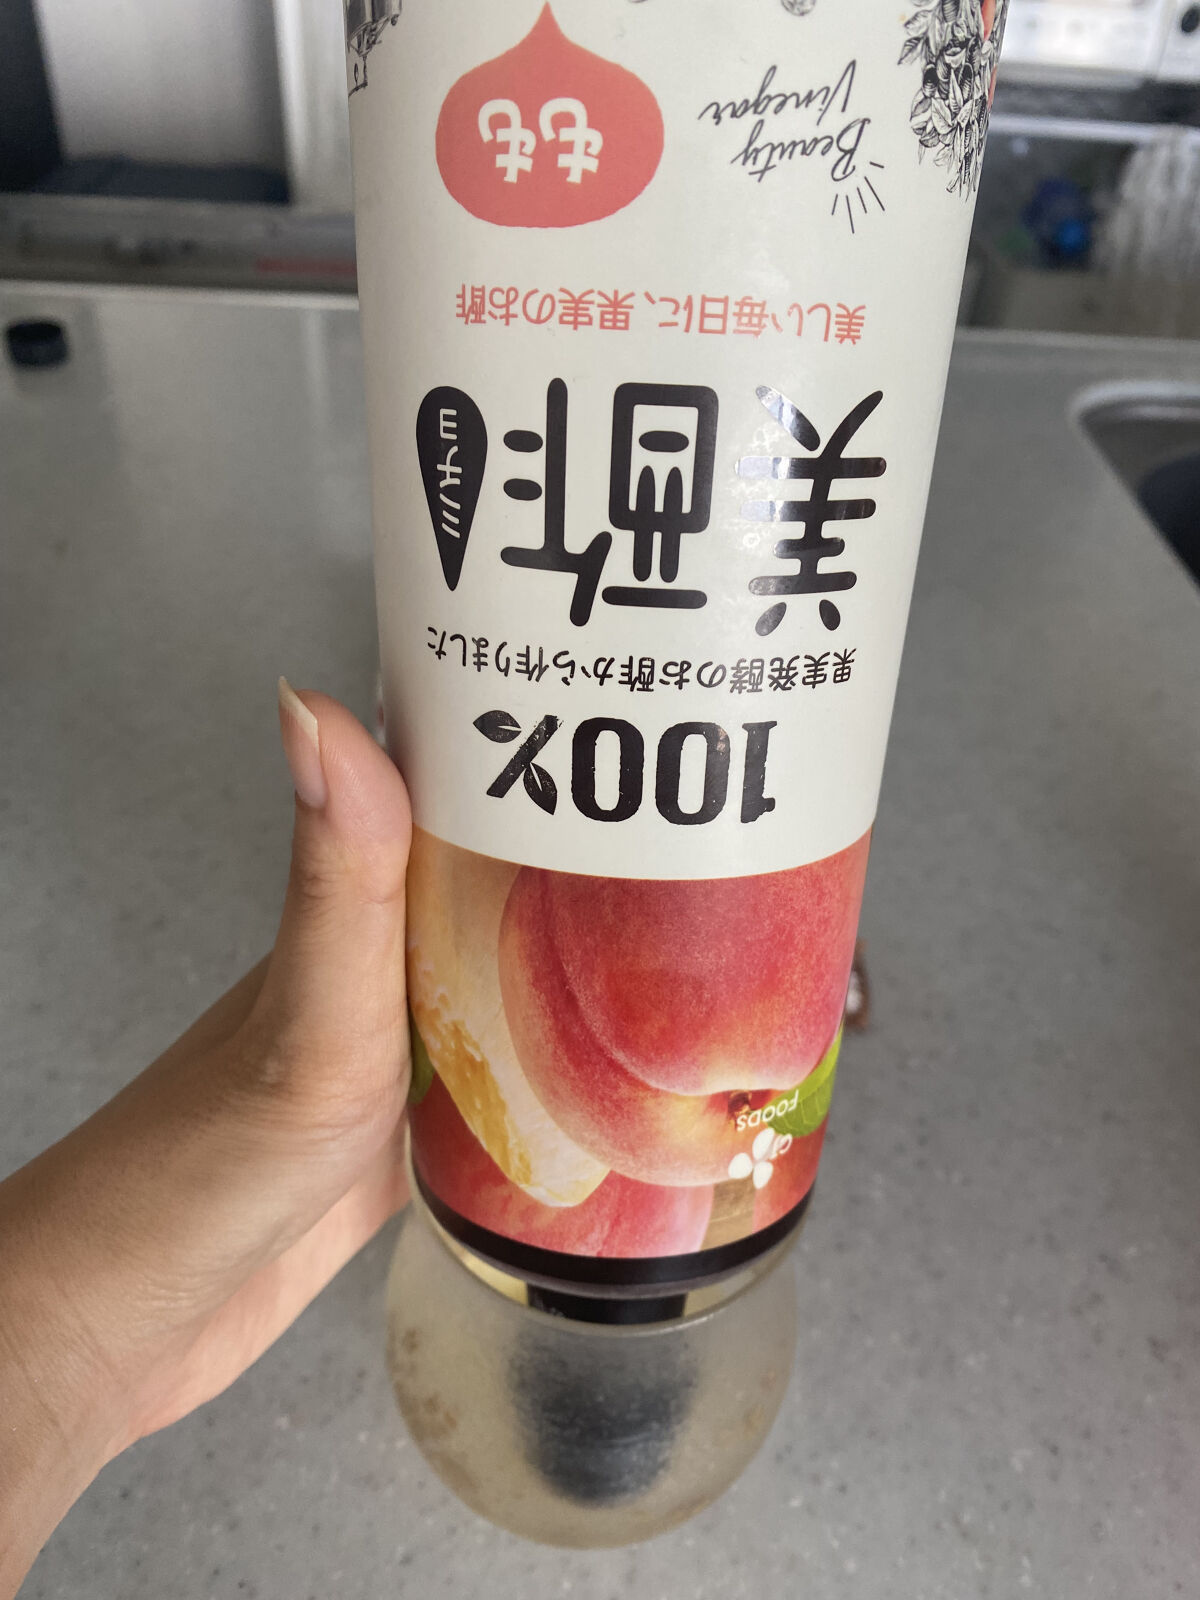 CJ
FOODS
100%
果実発酵のお酢から作りました
美酢
ミチョ
美しい毎日に、果実のお酢
Beauty
Vinegar
もも